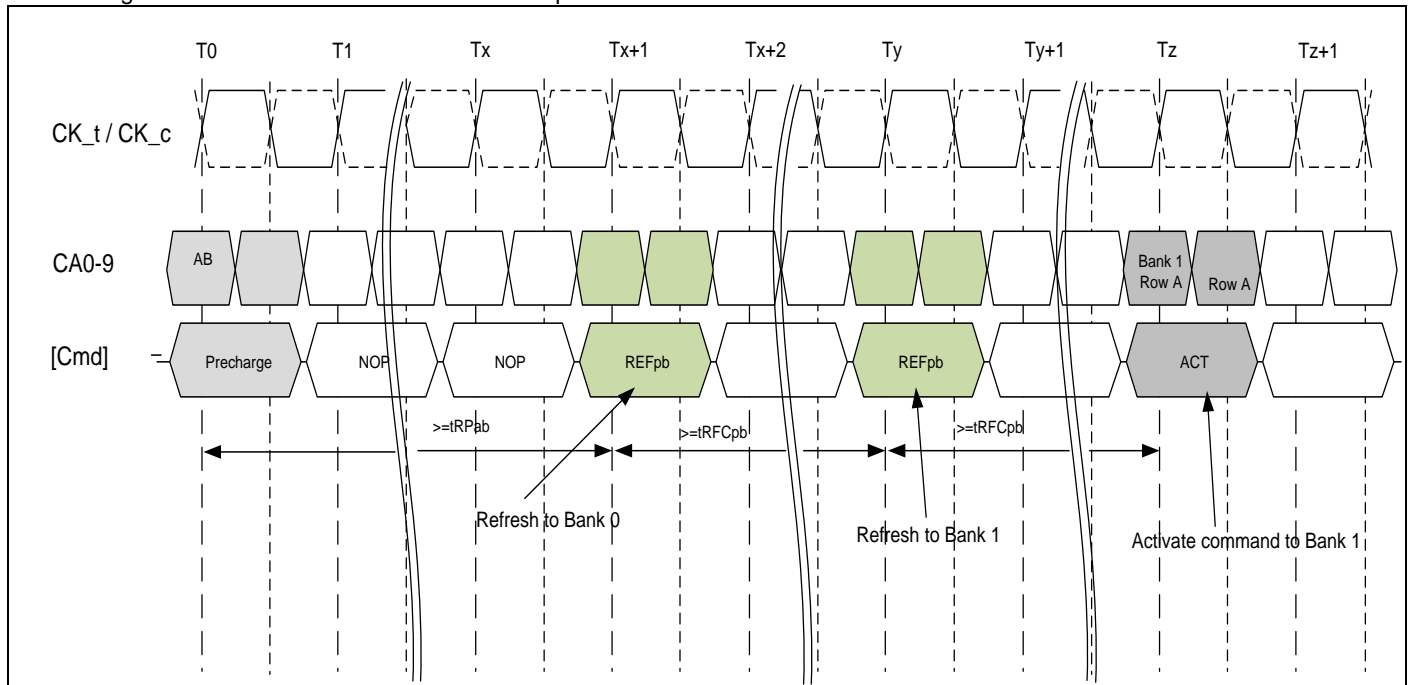 T0 T1 Tx Tx+1 Tx+2 Ty Ty+1 Tz Tz+1
CK_t / CK_c
CA0-9 AB Bank 1 Row A Row A
[Cmd] Precharge NOP NOP REFpb REFpb ACT
>=tRPab >=tRFCpb >=tRFCpb
Refresh to Bank 0
Refresh to Bank 1
Activate command to Bank 1